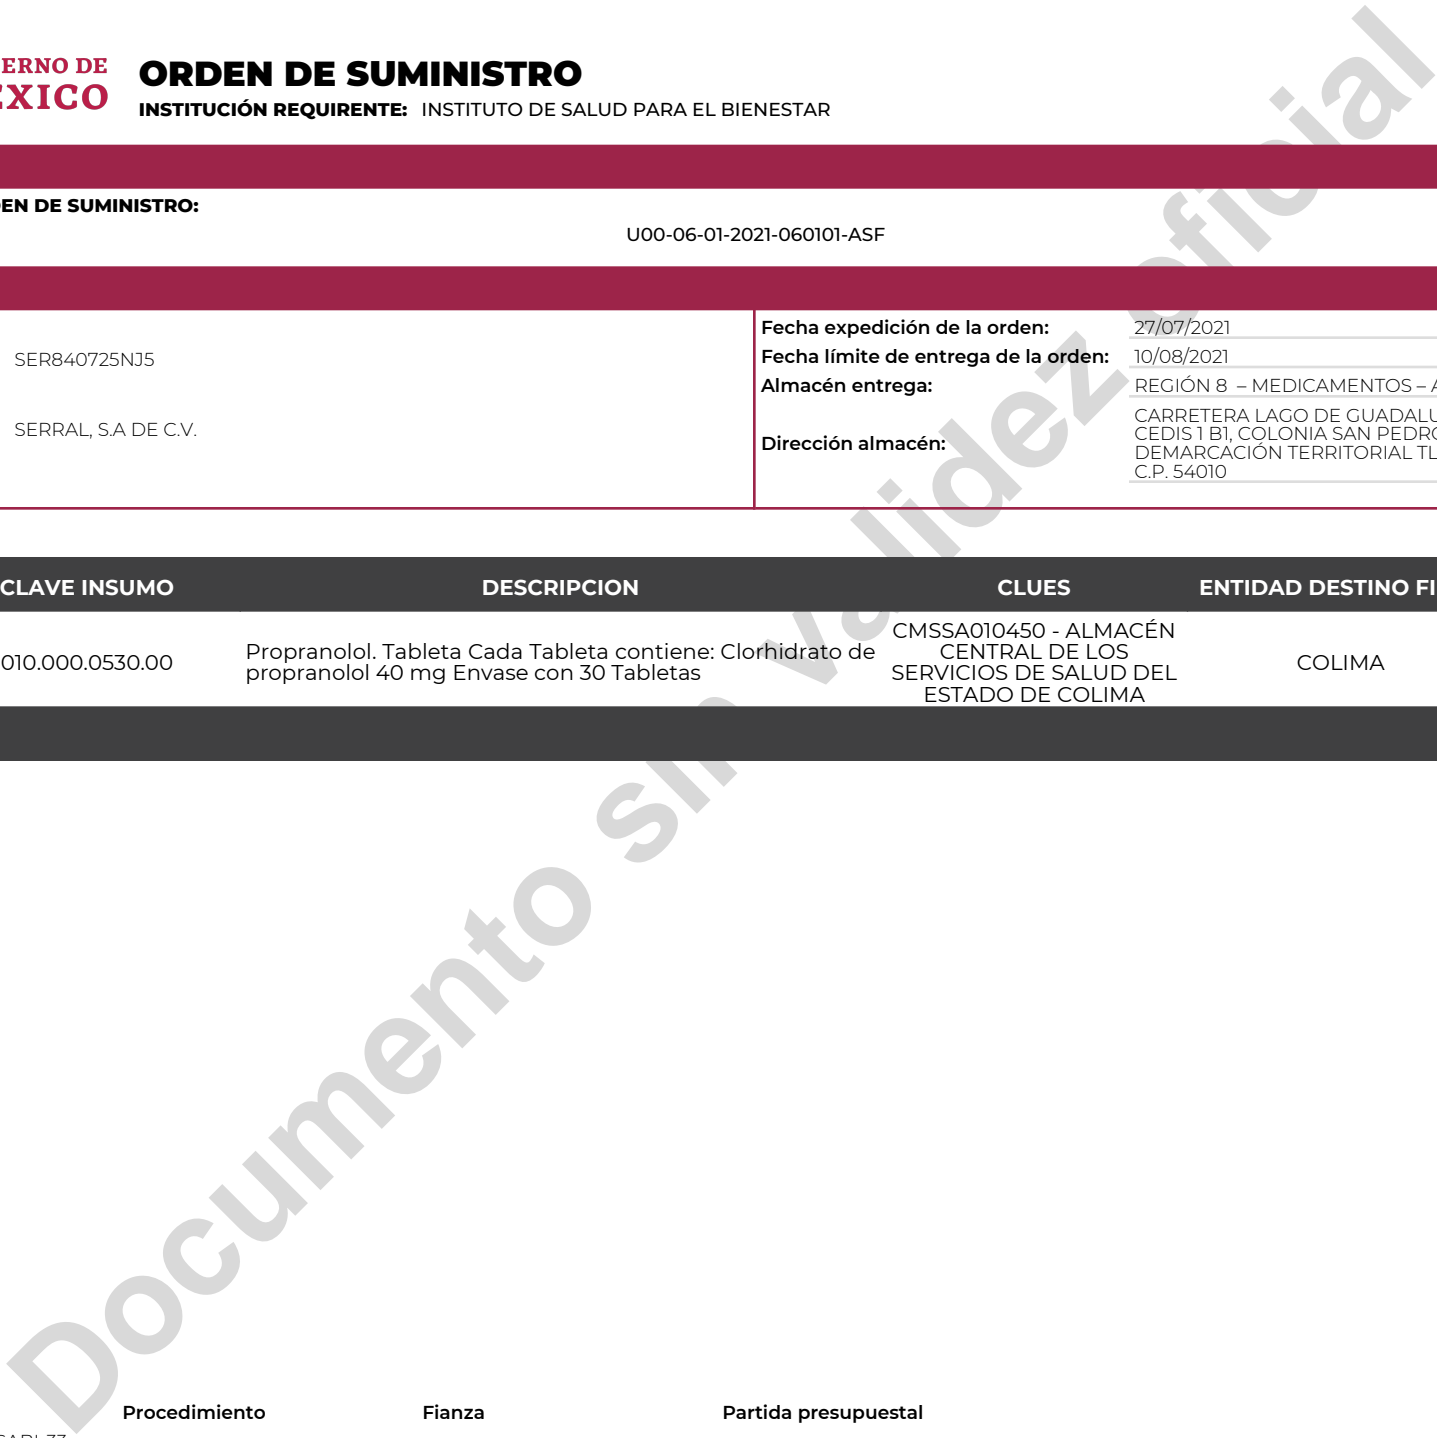 ERNO DE
EXICO
ORDEN DE SUMINISTRO
INSTITUCIÓN REQUIRENTE: INSTITUTO DE SALUD PARA EL BIENESTAR
EN DE SUMINISTRO:
U00-06-01-2021-060101-ASF
SER840725NJ5
SERRAL, S.A DE C.V.
Fecha expedición de la orden: 27/07/2021
Fecha límite de entrega de la orden: 10/08/2021
Almacén entrega: REGIÓN 8 – MEDICAMENTOS – A
Dirección almacén:
CARRETERA LAGO DE GUADALU
CEDIS 1 B1, COLONIA SAN PEDRO
DEMARCACIÓN TERRITORIAL TL
C.P. 54010
CLAVE INSUMO DESCRIPCION CLUES ENTIDAD DESTINO FI
010.000.0530.00
Propranolol. Tableta Cada Tableta contiene: Clorhidrato de
propranolol 40 mg Envase con 30 Tabletas
CMSSA010450 - ALMACÉN
CENTRAL DE LOS
SERVICIOS DE SALUD DEL
ESTADO DE COLIMA
COLIMA
Documento sin validez oficial
Procedimiento Fianza Partida presupuestal